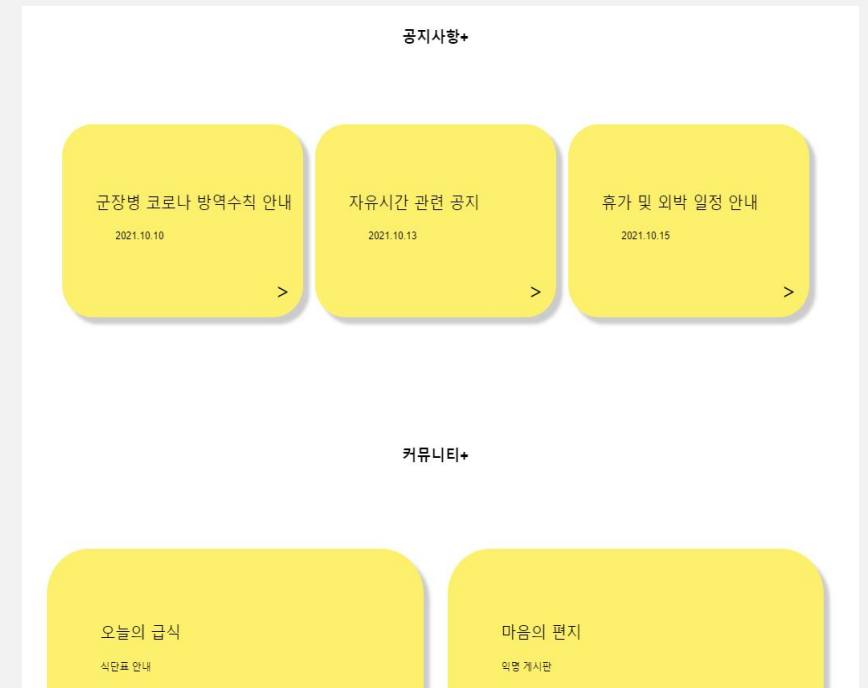 공지사항+
군장병 코로나 방역수칙 안내
2021.10.10
>
자유시간 관련 공지
2021.10.13
>
휴가 및 외박 일정 안내
2021.10.15
>
커뮤니티+
오늘의 급식
식단표 안내
마음의 편지
익명 게시판